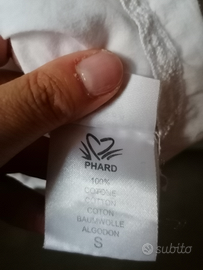 PHARD
100%
COTONE
COTTON
COTON
BAUMWOLLE
ALGODON
S
subito